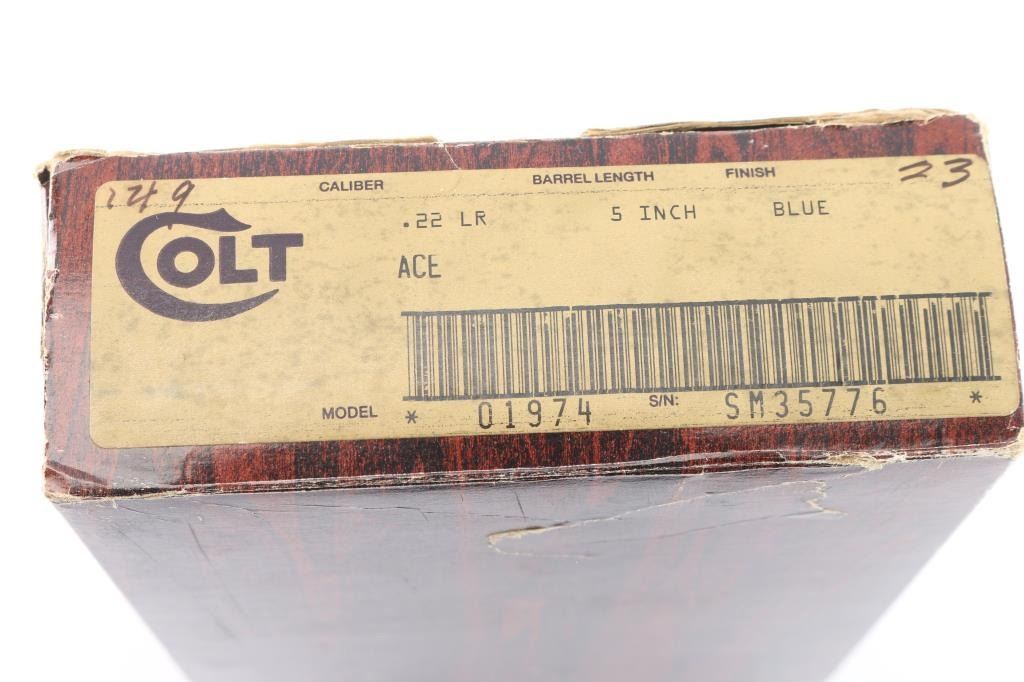 149 CALIBER BARREL LENGTH FINISH 23
COLT .22 LR 5 INCH BLUE
ACE
MODEL * 01974 S/N: SM35776 *